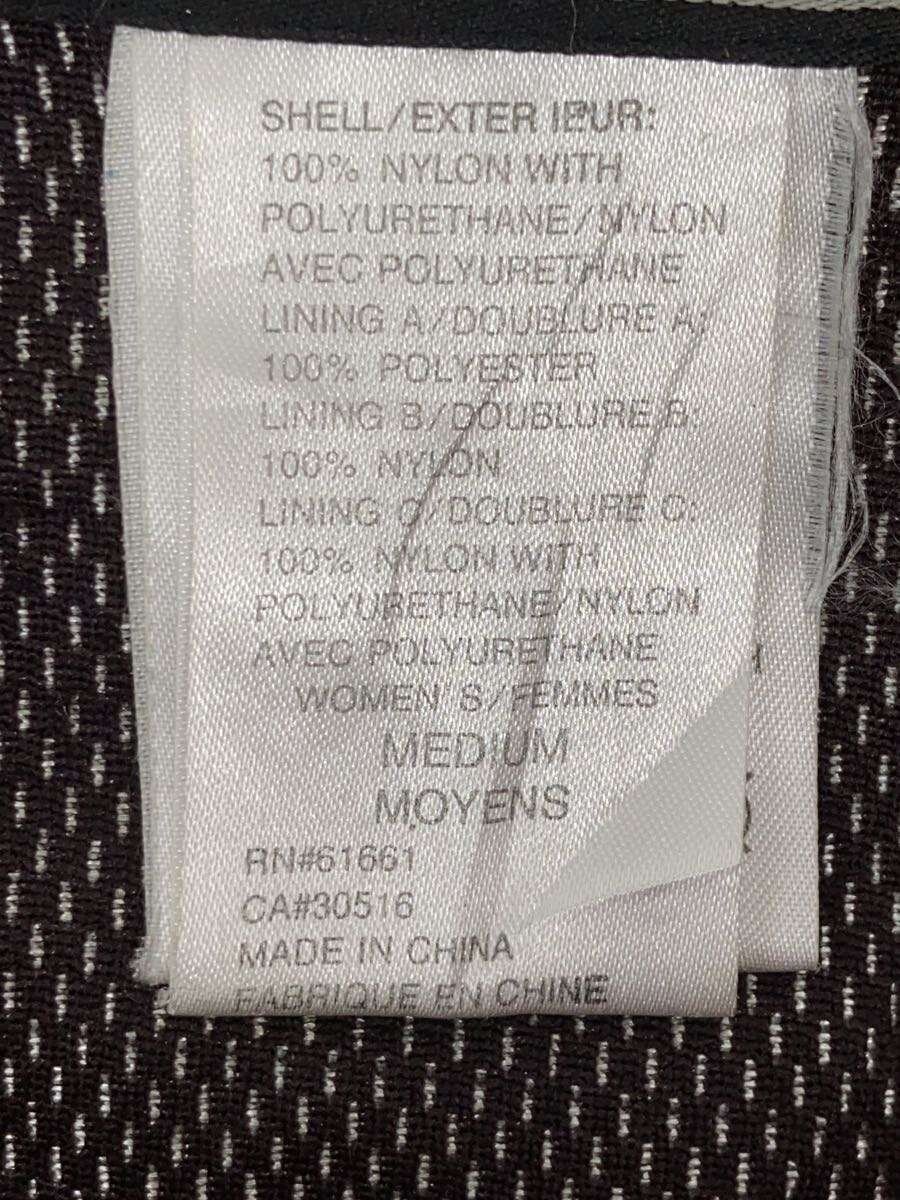 SHELL/EXTERIEUR:
100% NYLON WITH
POLYURETHANE/NYLON
AVEC POLYURETHANE
LINING A/DOUBLURE A:
100% POLYESTER
LINING B/DOUBLURE B:
100% NYLON
LINING C/DOUBLURE C:
100% NYLON WITH
POLYURETHANE/NYLON
AVEC POLYURETHANE
WOMEN'S/FEMMES
MEDIUM
MOYENS
RN#61661
CA#30516
MADE IN CHINA
FABRIQUE EN CHINE